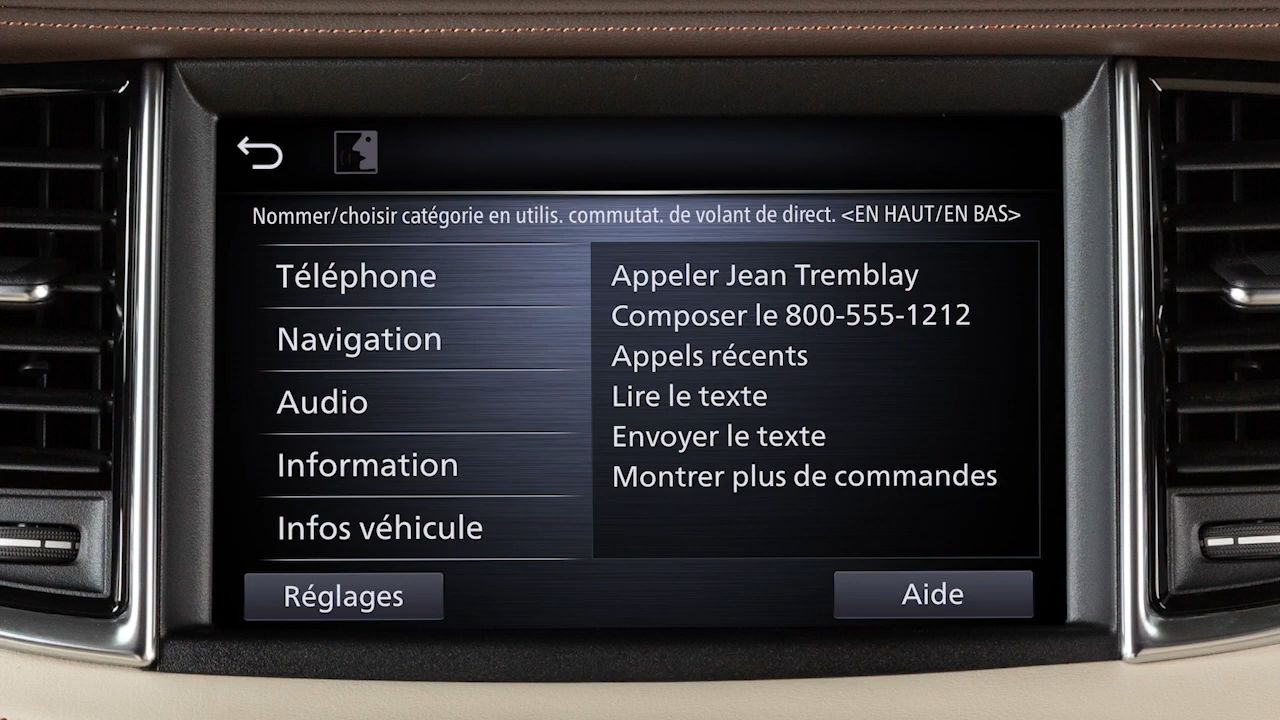 Nommer/choisir catégorie en utilis. commutat. de volant de direct. <EN HAUT/EN BAS>
Téléphone
Navigation
Audio
Information
Infos véhicule
Appeler Jean Tremblay
Composer le 800-555-1212
Appels récents
Lire le texte
Envoyer le texte
Montrer plus de commandes
Réglages
Aide